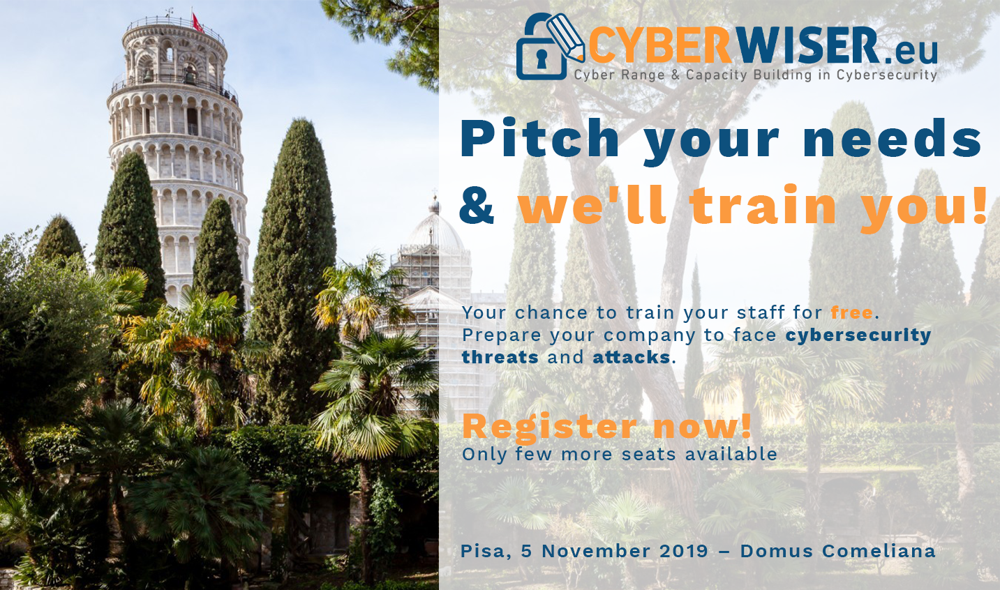 CYBERWISER.eu
Cyber Range & Capacity Building in Cybersecurity
Pitch your needs
& we'll train you!
Your chance to train your staff for free.
Prepare your company to face cybersecurity
threats and attacks.
Register now!
Only few more seats available
Pisa, 5 November 2019 – Domus Comeliana